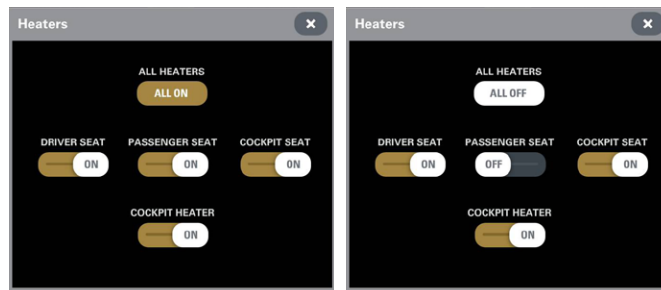 Heaters
ALL HEATERS
ALL ON
DRIVER SEAT PASSENGER SEAT COCKPIT SEAT
ON ON ON
COCKPIT HEATER
ON
Heaters
ALL HEATERS
ALL OFF
DRIVER SEAT PASSENGER SEAT COCKPIT SEAT
ON OFF ON
COCKPIT HEATER
ON